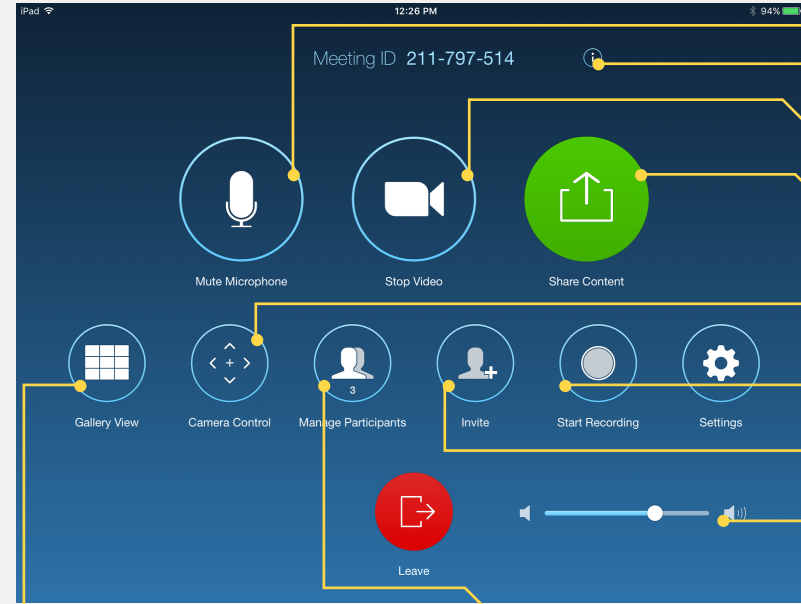 iPad 12:26 PM 94%
Meeting ID 211-797-514
Mute Microphone Stop Video Share Content
3
Gallery View Camera Control Manage Participants Invite Start Recording Settings
Leave